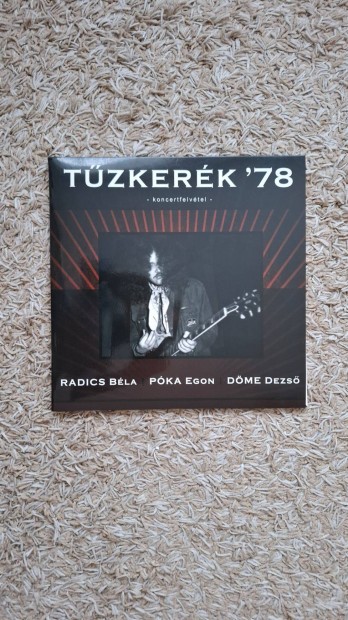 TŰZKERÉK '78
- koncertfelvétel -
RADICS BÉLA PÓKA EGON DÖME DEZSŐ